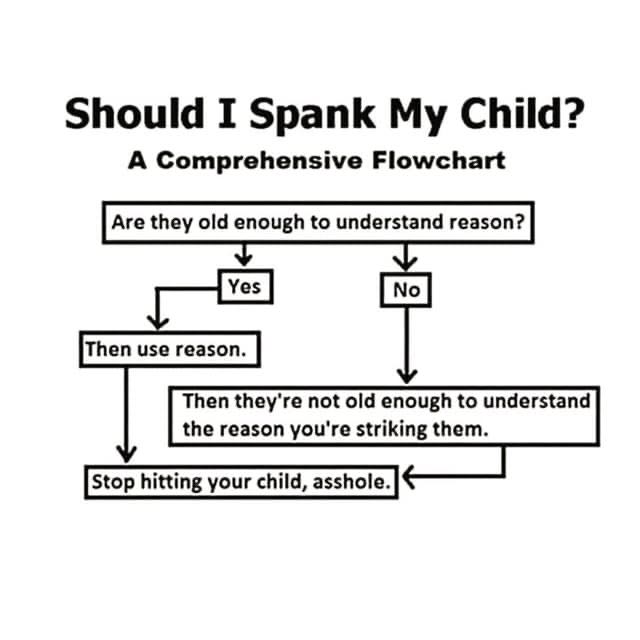 Should I Spank My Child?
A Comprehensive Flowchart
Are they old enough to understand reason?
Yes
No
Then use reason.
Then they're not old enough to understand
the reason you're striking them.
Stop hitting your child, asshole.